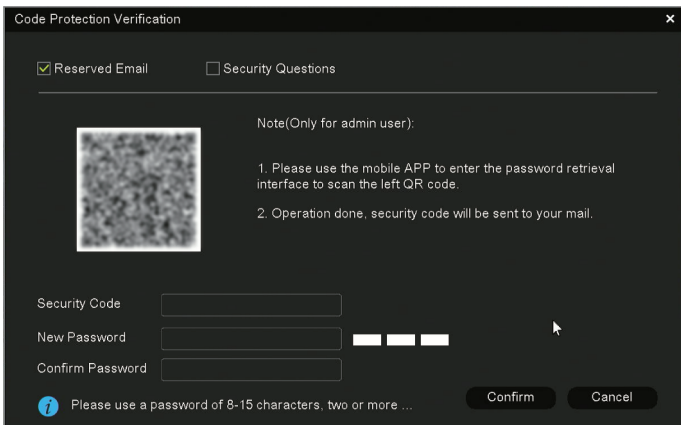 Code Protection Verification
Reserved Email
Security Questions
Note(Only for admin user):
1. Please use the mobile APP to enter the password retrieval
interface to scan the left QR code.
2. Operation done, security code will be sent to your mail.
Security Code
New Password
Confirm Password
Please use a password of 8-15 characters, two or more ...
Confirm
Cancel